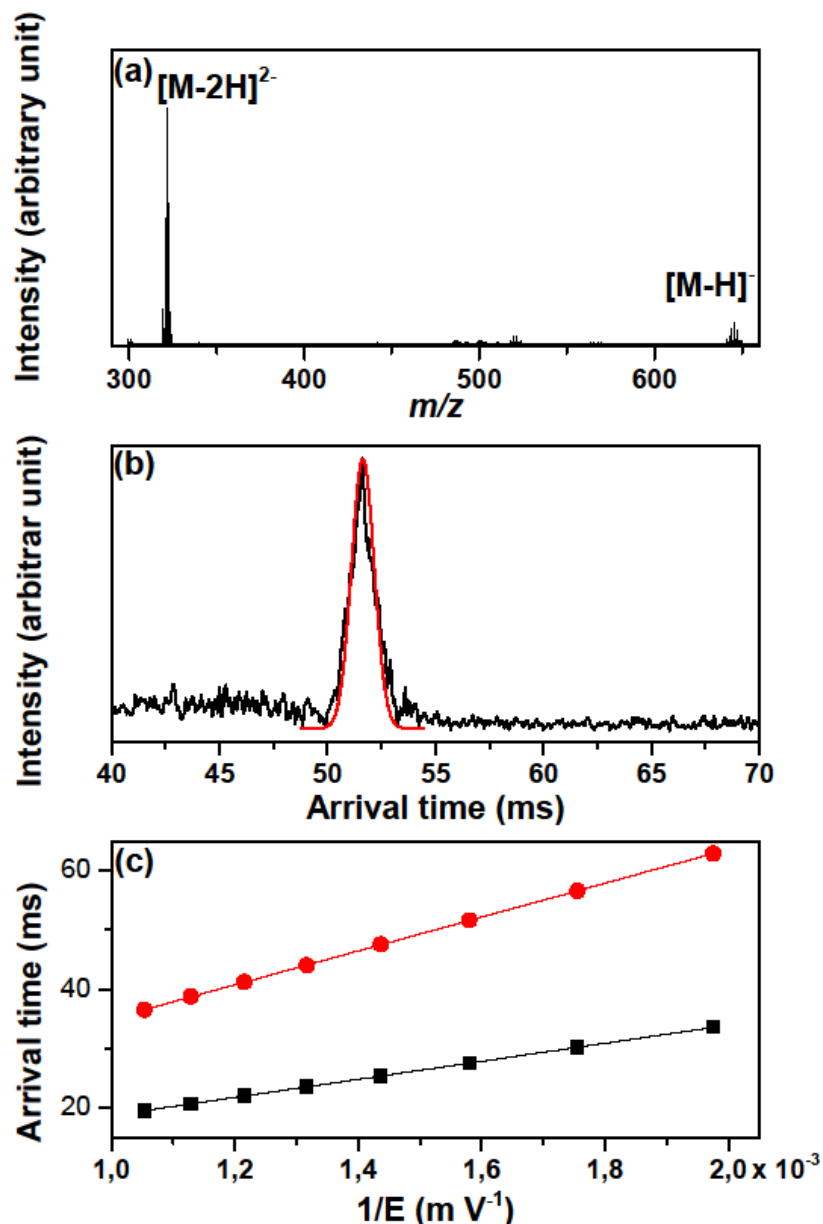 (a)
[M-2H]²⁻
[M-H]⁻
Intensity (arbitrary unit)
300 400 500 600
m/z
(b)
Intensity (arbitrar unit)
40 45 50 55 60 65 70
Arrival time (ms)
(c)
60
40
20
Arrival time (ms)
1,0 1,2 1,4 1,6 1,8 2,0 x 10⁻³
1/E (m V⁻¹)